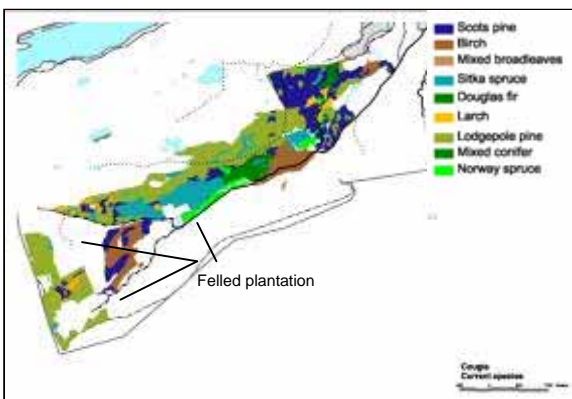 Scots pine
Birch
Mixed broadleaves
Sitka spruce
Douglas fir
Larch
Lodgepole pine
Mixed conifer
Norway spruce
Felled plantation
Cougie
Current species